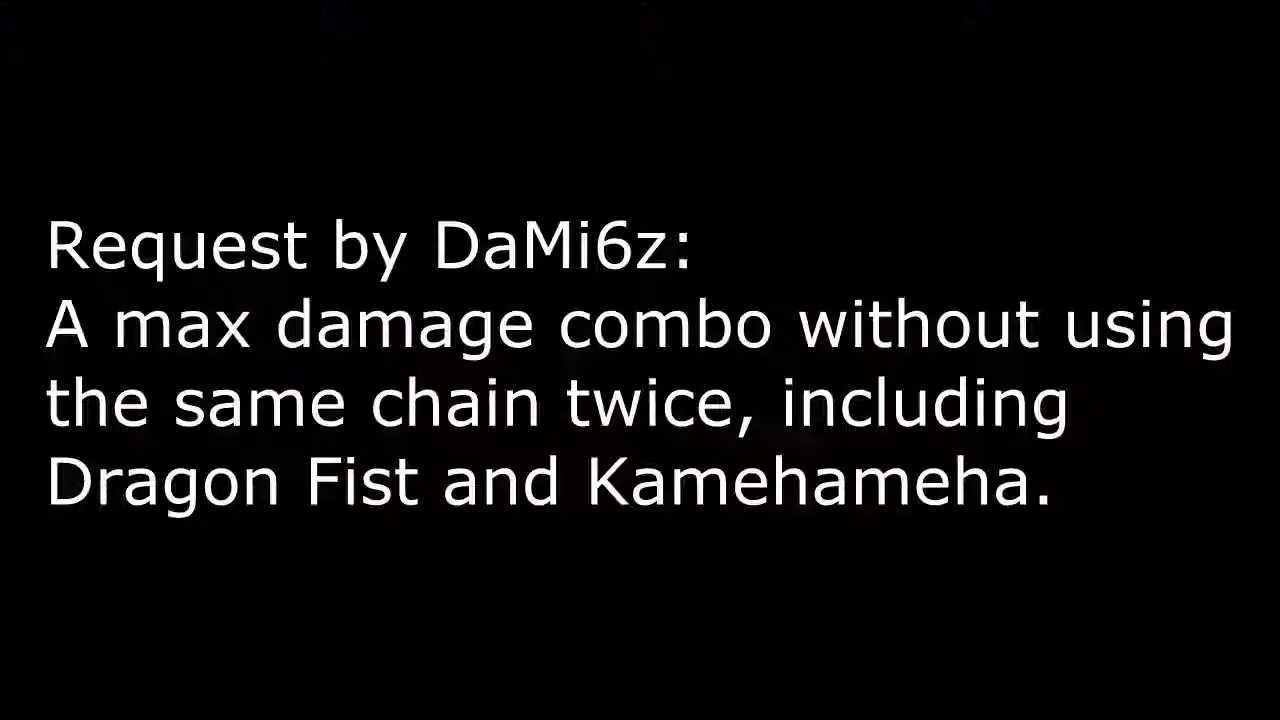 Request by DaMi6z:
A max damage combo without using
the same chain twice, including
Dragon Fist and Kamehameha.